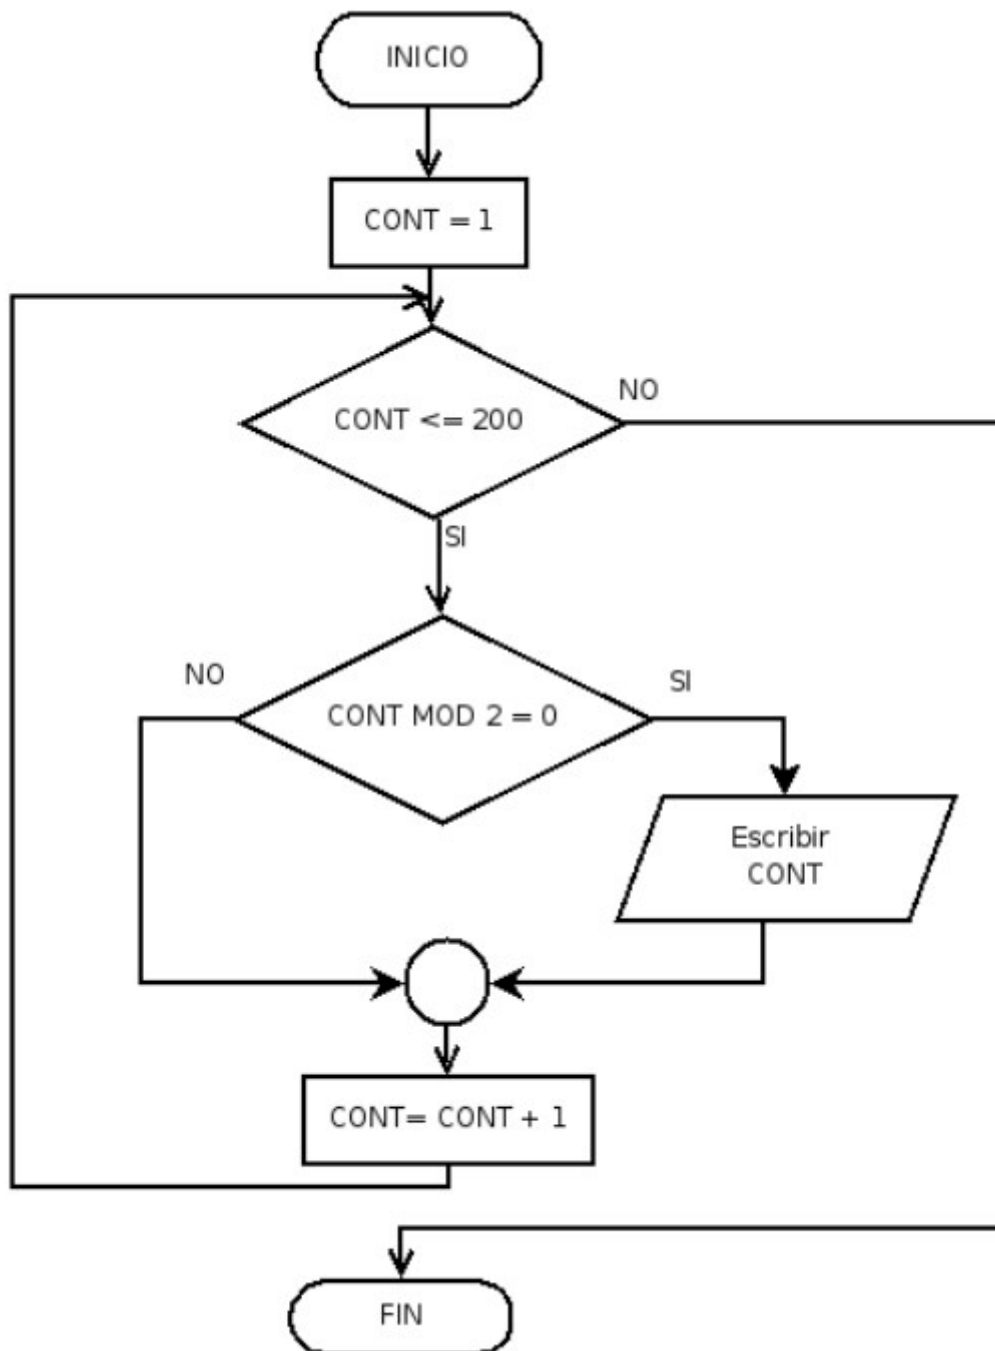 INICIO
CONT = 1
CONT <= 200
NO
SI
NO
SI
CONT MOD 2 = 0
Escribir
CONT
CONT= CONT + 1
FIN